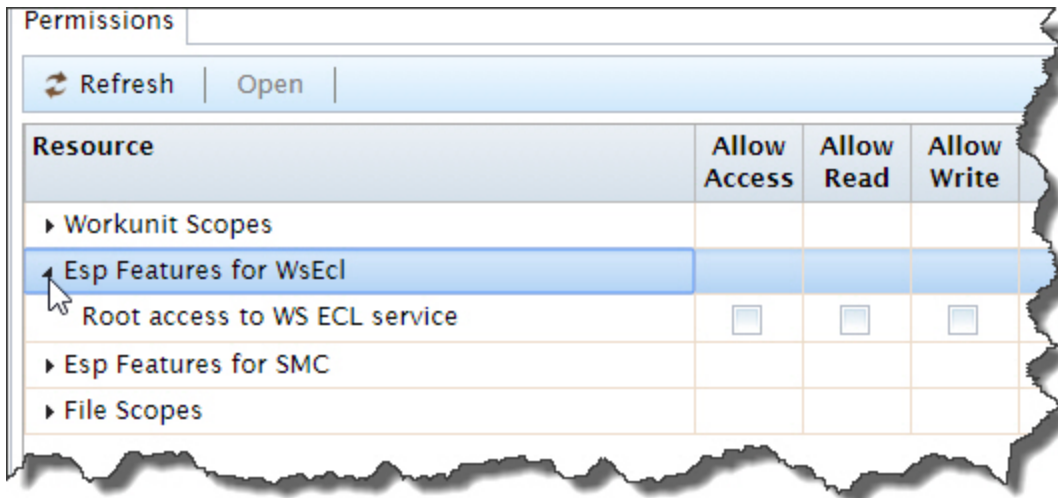 Permissions
Refresh Open
Resource Allow Access Allow Read Allow Write
Workunit Scopes
Esp Features for WsEcl
Root access to WS ECL service
Esp Features for SMC
File Scopes